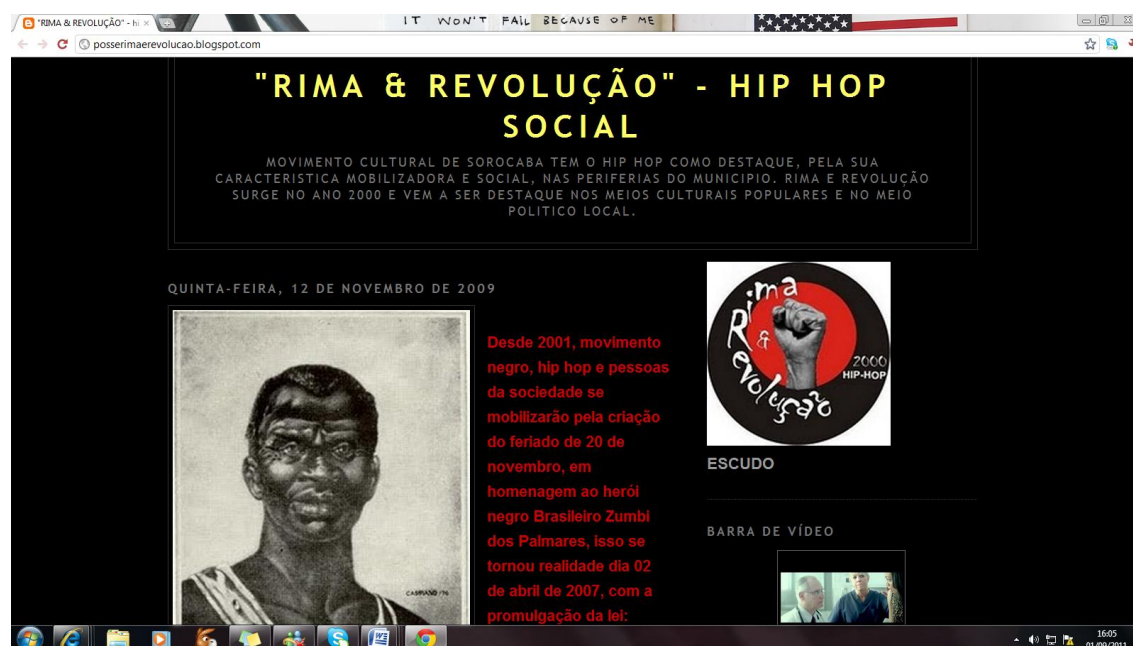 "RIMA & REVOLUÇÃO" - hi
IT WON'T FAIL BECAUSE OF ME
posserimaerevolucao.blogspot.com
"RIMA & REVOLUÇÃO" - HIP HOP
SOCIAL
MOVIMENTO CULTURAL DE SOROCABA TEM O HIP HOP COMO DESTAQUE, PELA SUA
CARACTERISTICA MOBILIZADORA E SOCIAL, NAS PERIFERIAS DO MUNICIPIO. RIMA E REVOLUÇÃO
SURGE NO ANO 2000 E VEM A SER DESTAQUE NOS MEIOS CULTURAIS POPULARES E NO MEIO
POLITICO LOCAL.
QUINTA-FEIRA, 12 DE NOVEMBRO DE 2009
Desde 2001, movimento
negro, hip hop e pessoas
da sociedade se
mobilizarão pela criação
do feriado de 20 de
novembro, em
homenagem ao herói
negro Brasileiro Zumbi
dos Palmares, isso se
tornou realidade dia 02
de abril de 2007, com a
promulgação da lei:
Rima
&
Revolução
2000
HIP-HOP
ESCUDO
BARRA DE VÍDEO
16:05
01/09/2011